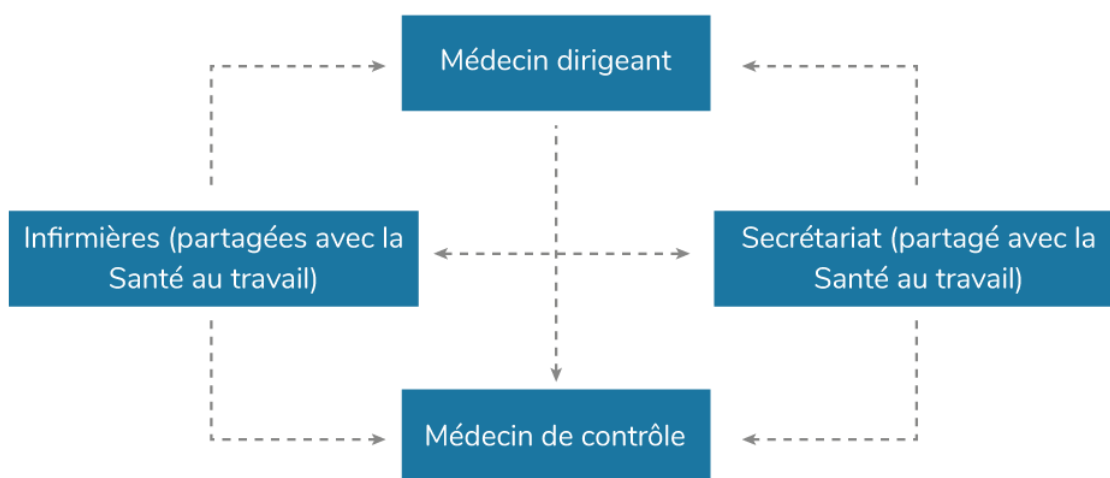 Médecin dirigeant
Infirmières (partagées avec la
Santé au travail)
Secrétariat (partagé avec la
Santé au travail)
Médecin de contrôle